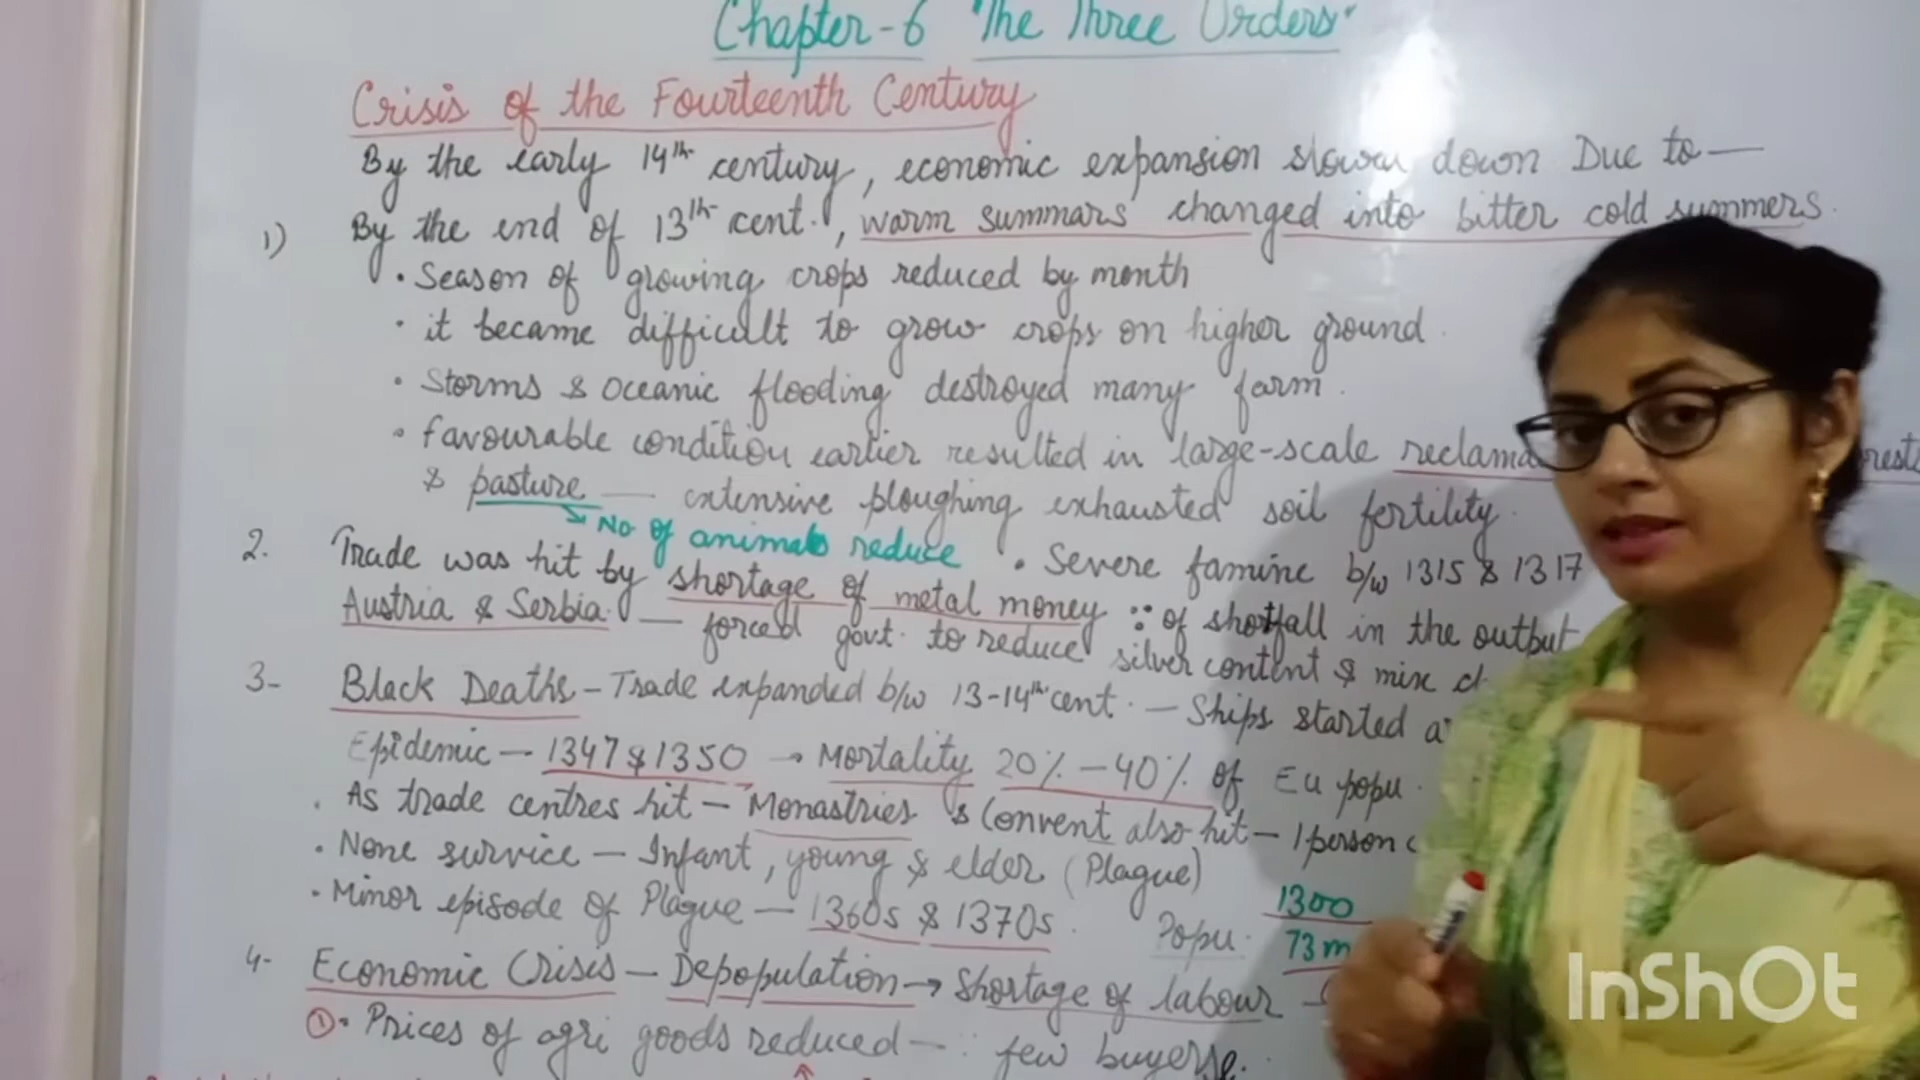 Chapter-6 "The Three Orders"
Crisis of the Fourteenth Century
By the early 14th century, economic expansion slowed down Due to —
1) By the end of 13th cent., warm summars changed into bitter cold summers.
• Season of growing crops reduced by month
• it became difficult to grow crops on higher ground.
• Storms & Oceanic flooding destroyed many farm.
• favourable condition earlier resulted in large-scale
& pasture — extensive ploughing exhausted soil fertility.
→ No of animals reduce • Severe famine b/w 1315 & 1317
2. Trade was hit by shortage of metal money ∵ of shortfall in the output
Austria & Serbia. — forced govt. to reduce silver content & mix
3- Black Deaths - Trade expanded b/w 13-14th cent. — Ships started
Epidemic - 1347 & 1350 → Mortality 20% - 40% of Eu popu.
• As trade centres hit - Monastries & Convent also hit - 1 person
• None survice - Infant, young & elder (Plague)
• Minor episode of Plague - 1360s & 1370s.
Popu. 1300
73m
4- Economic Crisis - Depopulation → Shortage of labour -
① • Prices of agri goods reduced - ∵ few buyers.
InShOt